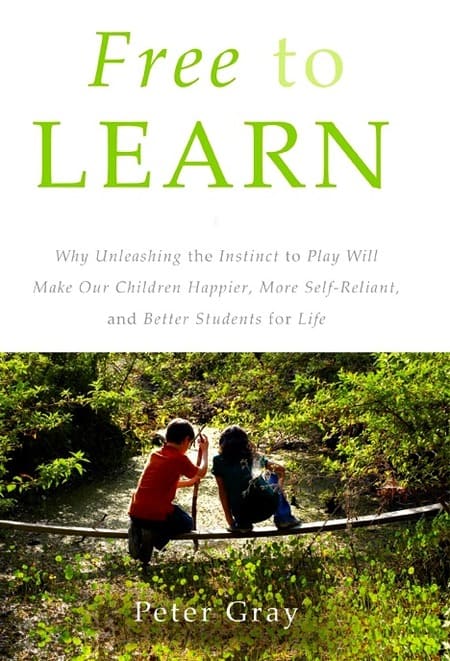 Free to
LEARN
Why Unleashing the Instinct to Play Will
Make Our Children Happier, More Self-Reliant,
and Better Students for Life
Peter Gray